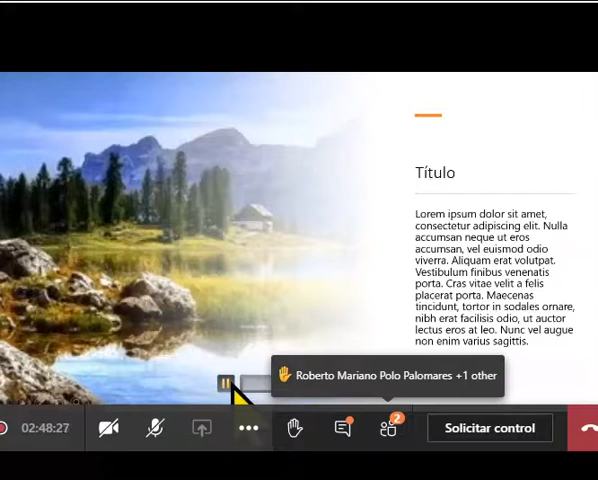 Título
Lorem ipsum dolor sit amet,
consectetur adipiscing elit. Nulla
accumsan neque ut eros
accumsan, vel euismod odio
viverra. Aliquam erat volutpat.
Vestibulum finibus venenatis
porta. Cras vitae velit a felis
placerat porta. Maecenas
tincidunt, tortor in sodales ornare,
nibh erat facilisis odio, ut auctor
lectus eros at leo. Nunc vel augue
non enim varius sagittis.
Roberto Mariano Polo Palomares +1 other
02:48:27
2
Solicitar control